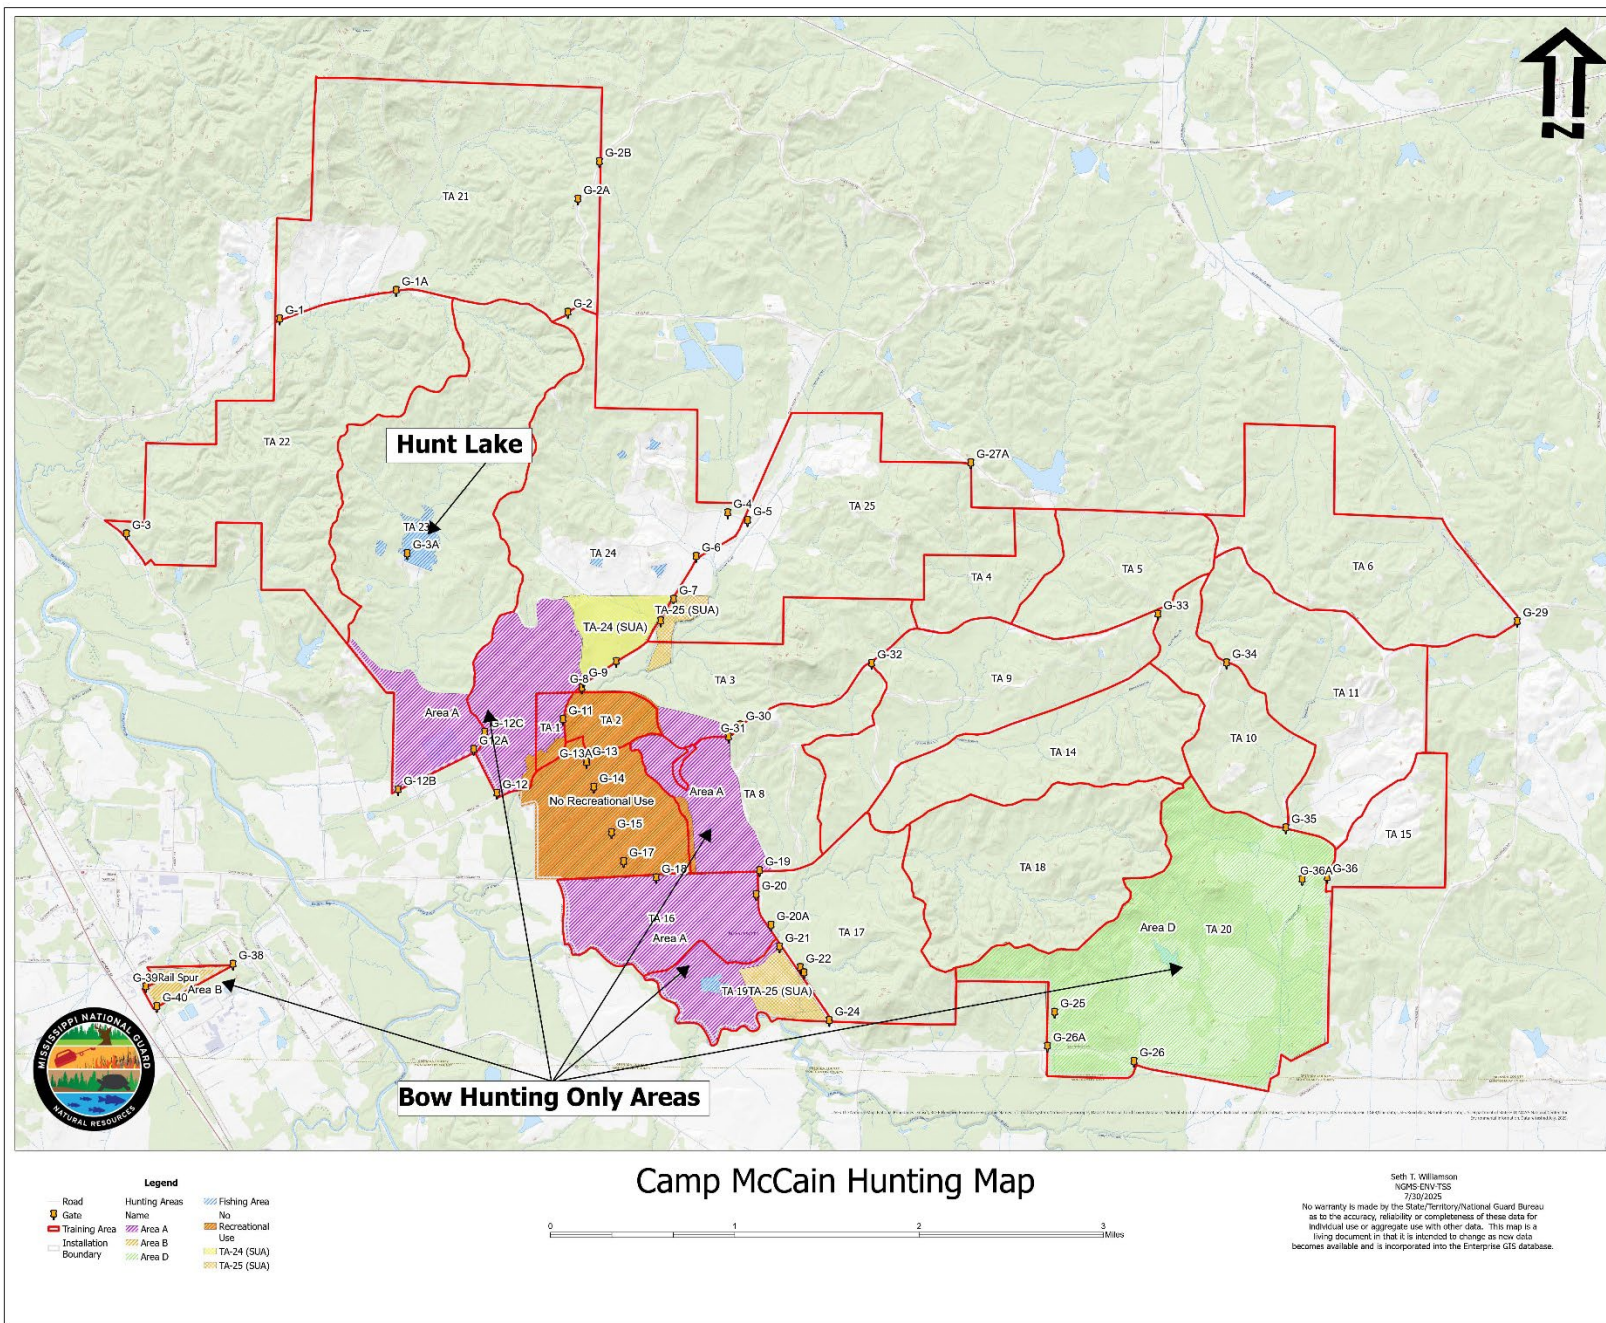 G-2B
G-2A
TA 21
G-1A
G-1
G-2
TA 22
Hunt Lake
G-27A
G-3
TA 23
G-3A
G-4
G-5
TA 25
TA 24
G-6
TA 4
TA 5
TA 6
G-7
TA-25 (SUA)
TA-24 (SUA)
G-33
G-29
G-9
G-8
TA 3
G-32
TA 9
G-34
TA 11
Area A
G-12C
G12A
TA 1
G-11
TA 2
G-30
G-31
G-13A
G-13
TA 14
TA 10
G-12B
G-12
G-14
No Recreational Use
Area A
TA 8
G-15
G-17
G-18
G-19
G-35
TA 15
TA 18
G-36A
G-36
G-20
TA-16
Area A
G-20A
G-21
TA 17
Area D
TA 20
G-22
G-38
G-39
Rail Spur
Area B
G-40
TA-19
TA-25 (SUA)
G-24
G-25
G-26A
G-26
MISSISSIPPI NATIONAL GUARD
NATURAL RESOURCES
Bow Hunting Only Areas
N
Camp McCain Hunting Map
Legend
Road
Gate
Training Area
Installation
Boundary
Hunting Areas
Name
Area A
Area B
Area D
Fishing Area
No
Recreational
Use
TA-24 (SUA)
TA-25 (SUA)
0 1 2 3
Miles
Seth T. Williamson
NGMS-ENV-TSS
7/30/2025
No warranty is made by the State/Territory/National Guard Bureau
as to the accuracy, reliability or completeness of these data for
individual use or aggregate use with other data. This map is a
living document in that it is intended to change as new data
becomes available and is incorporated into the Enterprise GIS database.